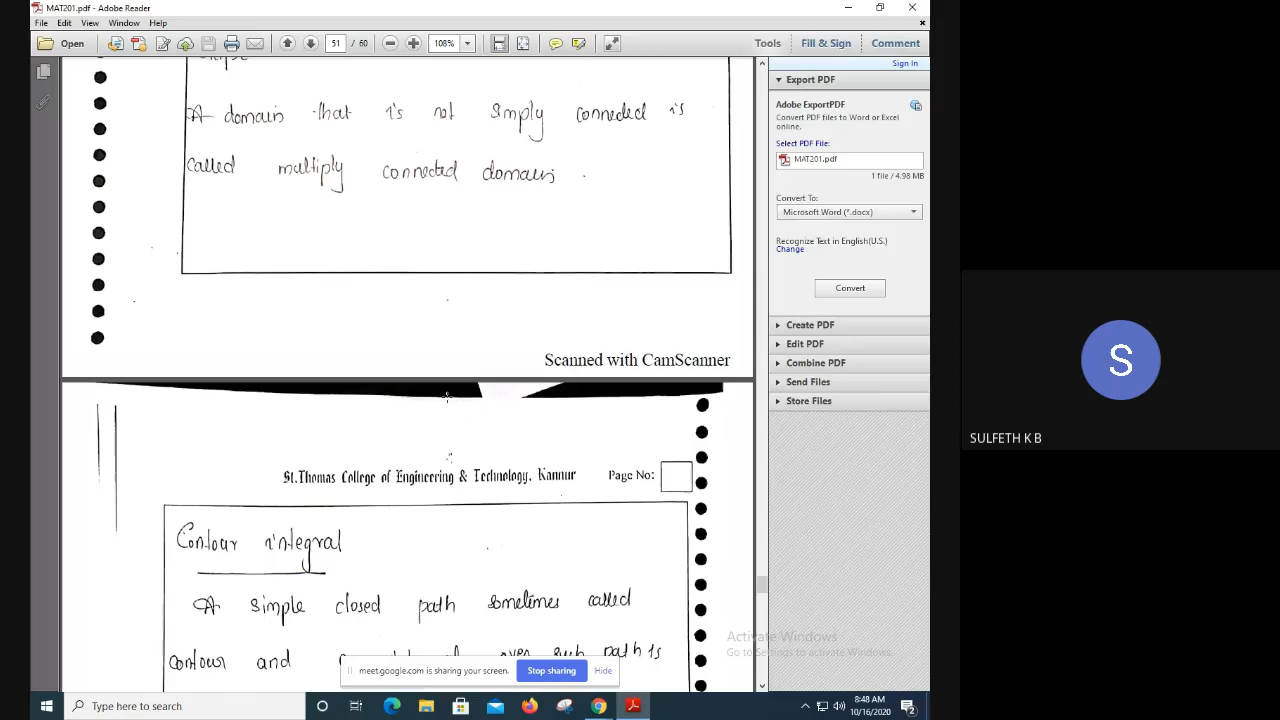 MAT201.pdf - Adobe Reader
File Edit View Window Help
Open 51 / 60 108% Tools Fill & Sign Comment
Sign In
A domain that is not simply connected is
called multiply connected domain.
Scanned with CamScanner
St.Thomas College of Engineering & Technology, Kannur Page No:
Contour integral
A simple closed path sometimes called
contour and over such path is
Export PDF
Adobe ExportPDF
Convert PDF files to Word or Excel
online.
Select PDF File:
MAT201.pdf
1 file / 4.98 MB
Convert To:
Microsoft Word (*.docx)
Recognize Text in English(U.S.)
Change
Convert
Create PDF
Edit PDF
Combine PDF
Send Files
Store Files
Activate Windows
Go to Settings to activate Windows.
meet.google.com is sharing your screen. Stop sharing Hide
Type here to search
8:48 AM
10/16/2020
2
S
SULFETH K B